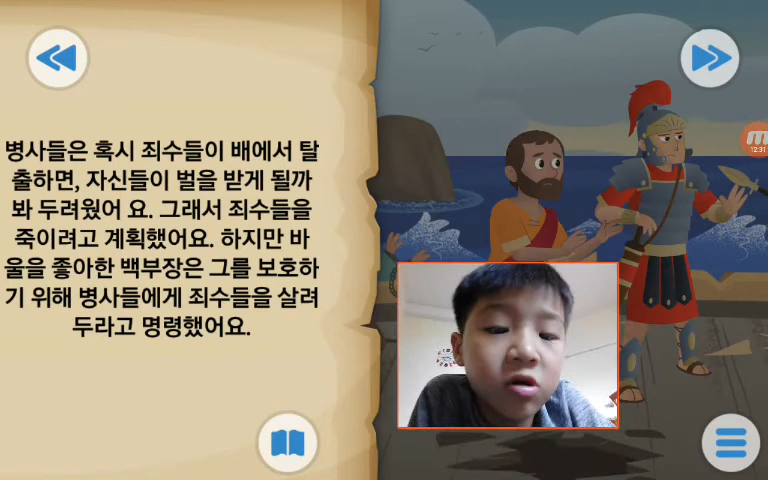 병사들은 혹시 죄수들이 배에서 탈
출하면, 자신들이 벌을 받게 될까
봐 두려웠어 요. 그래서 죄수들을
죽이려고 계획했어요. 하지만 바
울을 좋아한 백부장은 그를 보호하
기 위해 병사들에게 죄수들을 살려
두라고 명령했어요.
12:31